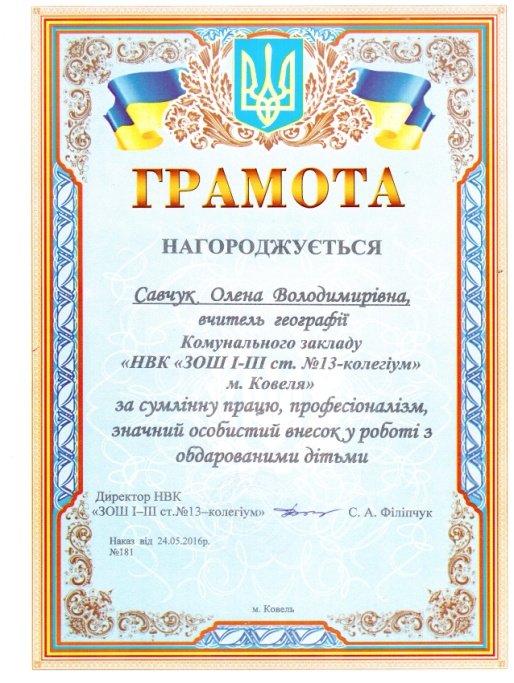 ГРАМОТА
НАГОРОДЖУЄТЬСЯ
Савчук Олена Володимирівна,
вчитель географії
Комунального закладу
«НВК «ЗОШ І-ІІІ ст. №13-колегіум»
м. Ковеля»
за сумлінну працю, професіоналізм,
значний особистий внесок у роботі з
обдарованими дітьми
Директор НВК
«ЗОШ І–ІІІ ст.№13–колегіум» С. А. Філіпчук
Наказ від 24.05.2016р.
№181
м. Ковель